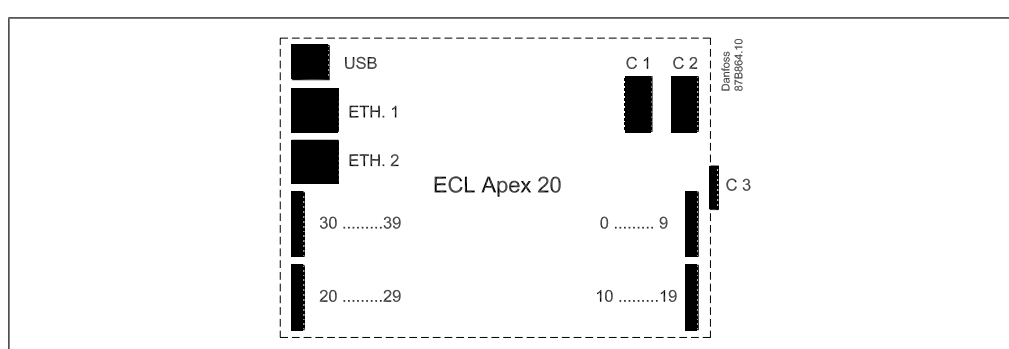 USB
C 1
C 2
Danfoss
87B864.10
ETH. 1
ETH. 2
ECL Apex 20
C 3
30 .........39
0 ......... 9
20 .........29
10 .........19